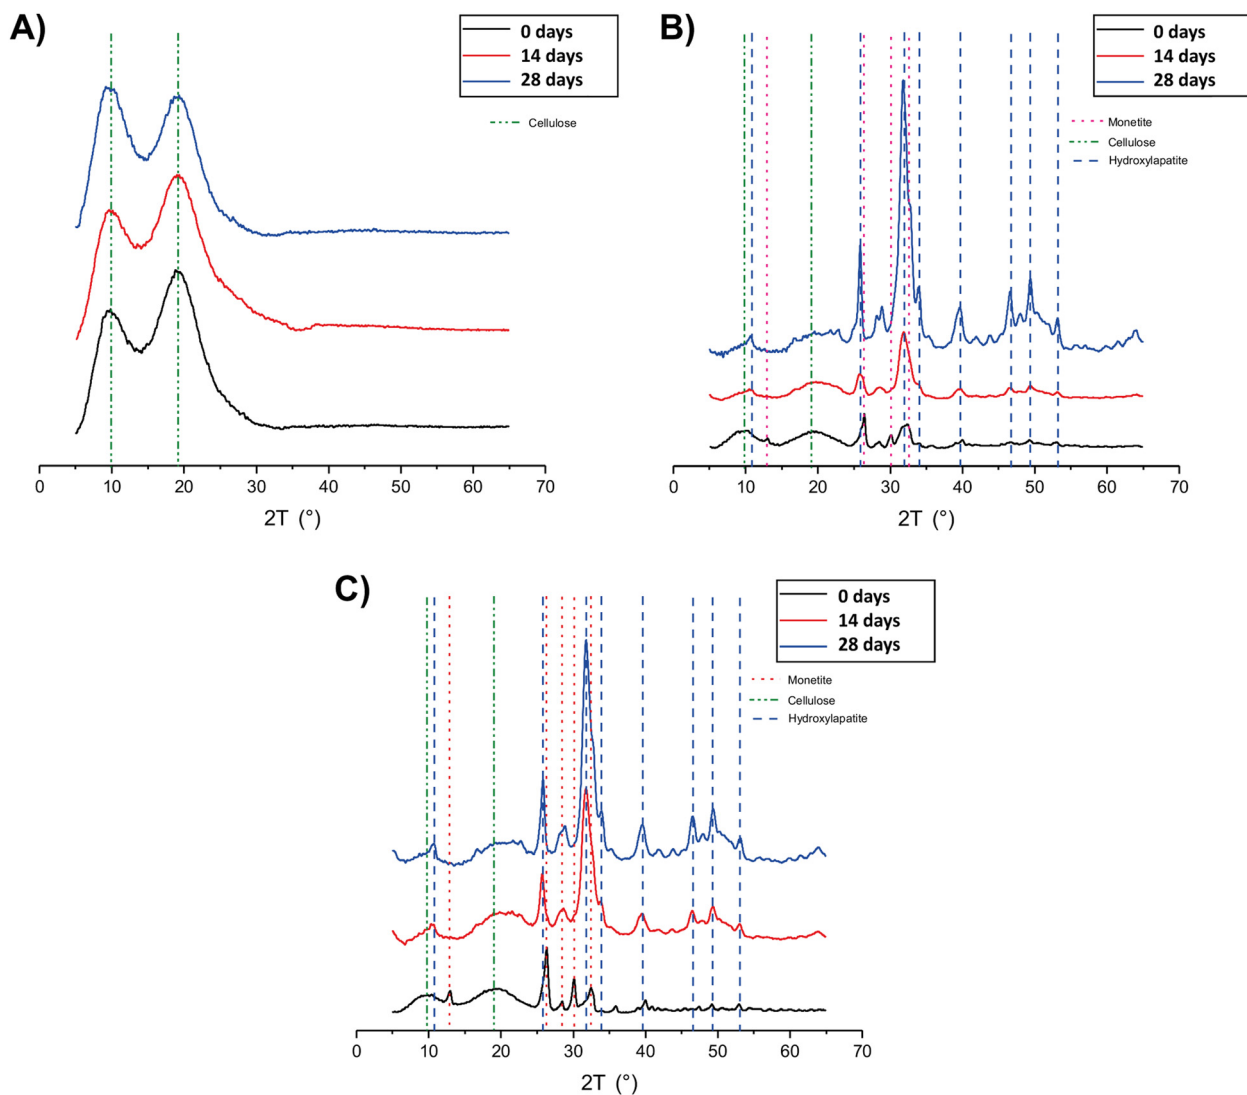 A)
0 days
14 days
28 days
Cellulose
0 10 20 30 40 50 60 70
2T (°)
B)
0 days
14 days
28 days
Monetite
Cellulose
Hydroxylapatite
0 10 20 30 40 50 60 70
2T (°)
C)
0 days
14 days
28 days
Monetite
Cellulose
Hydroxylapatite
0 10 20 30 40 50 60 70
2T (°)